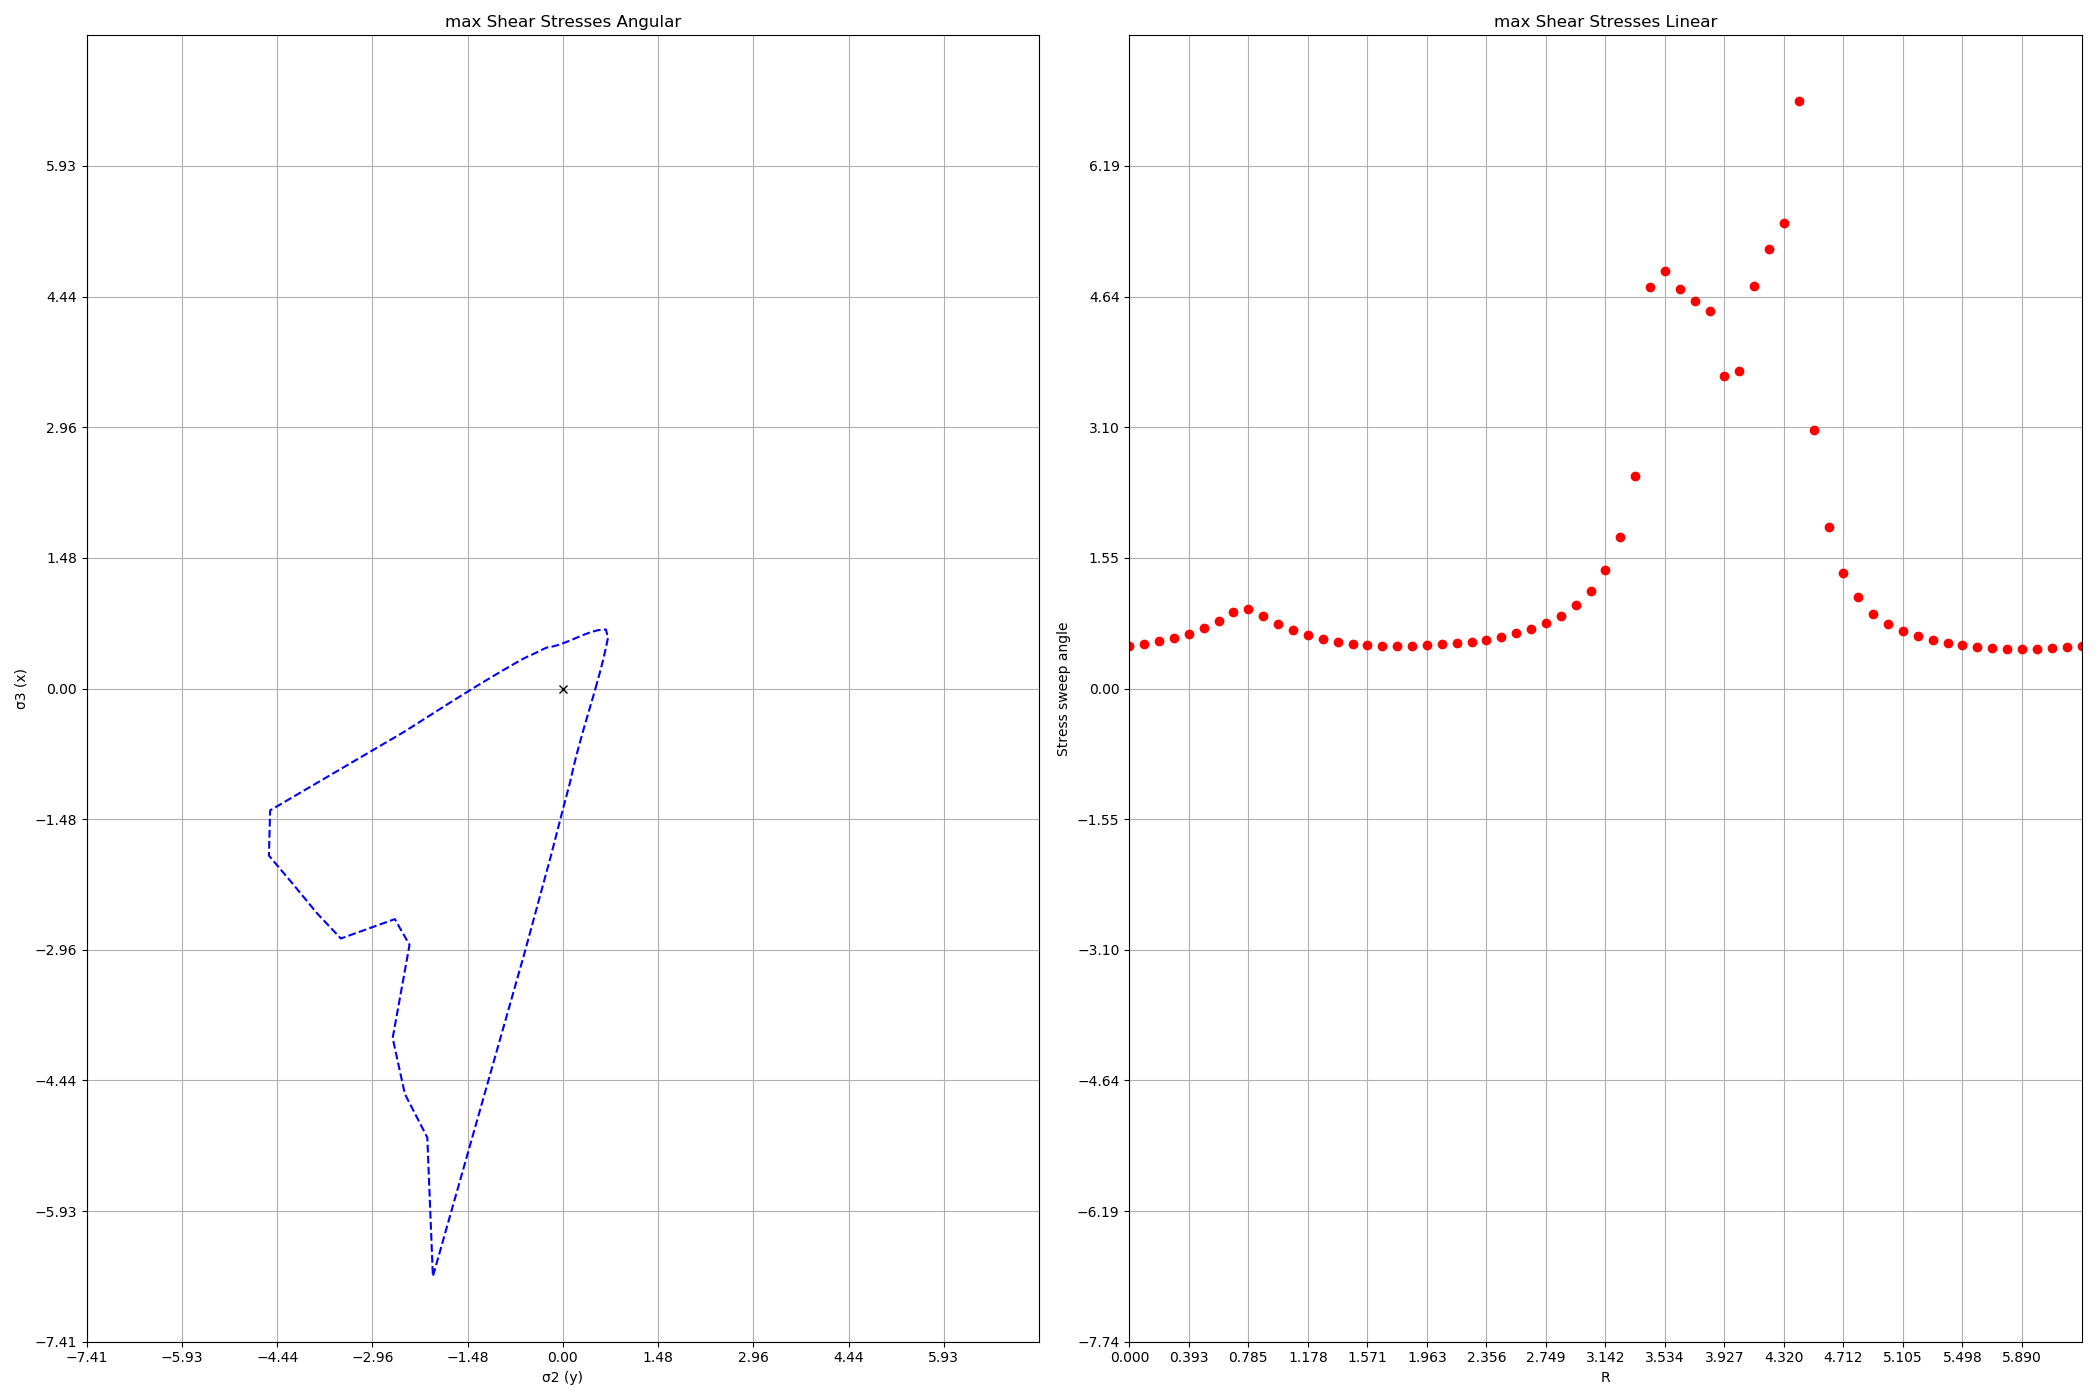 max Shear Stresses Angular
5.93
4.44
2.96
1.48
0.00
−1.48
−2.96
−4.44
−5.93
−7.41
σ3 (x)
−7.41 −5.93 −4.44 −2.96 −1.48 0.00 1.48 2.96 4.44 5.93
σ2 (y)
max Shear Stresses Linear
6.19
4.64
3.10
1.55
0.00
−1.55
−3.10
−4.64
−6.19
−7.74
Stress sweep angle
0.000 0.393 0.785 1.178 1.571 1.963 2.356 2.749 3.142 3.534 3.927 4.320 4.712 5.105 5.498 5.890
R